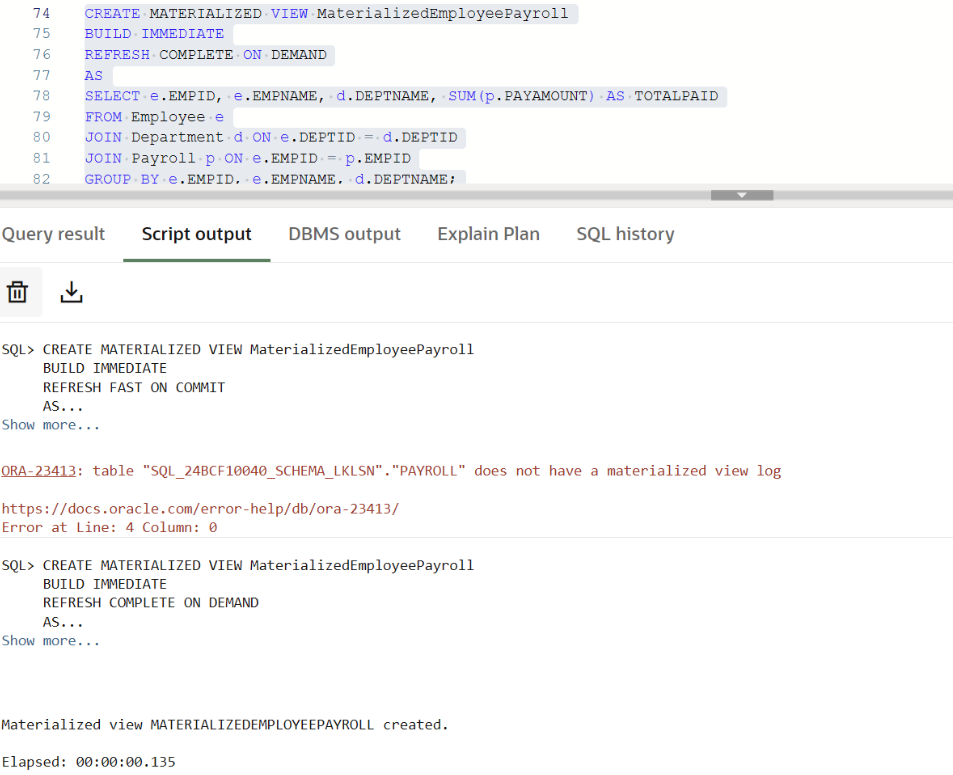 74 CREATE MATERIALIZED VIEW MaterializedEmployeePayroll
75 BUILD IMMEDIATE
76 REFRESH COMPLETE ON DEMAND
77 AS
78 SELECT e.EMPID, e.EMPNAME, d.DEPTNAME, SUM(p.PAYAMOUNT) AS TOTALPAID
79 FROM Employee e
80 JOIN Department d ON e.DEPTID = d.DEPTID
81 JOIN Payroll p ON e.EMPID = p.EMPID
82 GROUP BY e.EMPID, e.EMPNAME, d.DEPTNAME;
Query result Script output DBMS output Explain Plan SQL history
SQL> CREATE MATERIALIZED VIEW MaterializedEmployeePayroll
BUILD IMMEDIATE
REFRESH FAST ON COMMIT
AS...
Show more...
ORA-23413: table "SQL_24BCF10040_SCHEMA_LKLSN"."PAYROLL" does not have a materialized view log
https://docs.oracle.com/error-help/db/ora-23413/
Error at Line: 4 Column: 0
SQL> CREATE MATERIALIZED VIEW MaterializedEmployeePayroll
BUILD IMMEDIATE
REFRESH COMPLETE ON DEMAND
AS...
Show more...
Materialized view MATERIALIZEDEMPLOYEEPAYROLL created.
Elapsed: 00:00:00.135